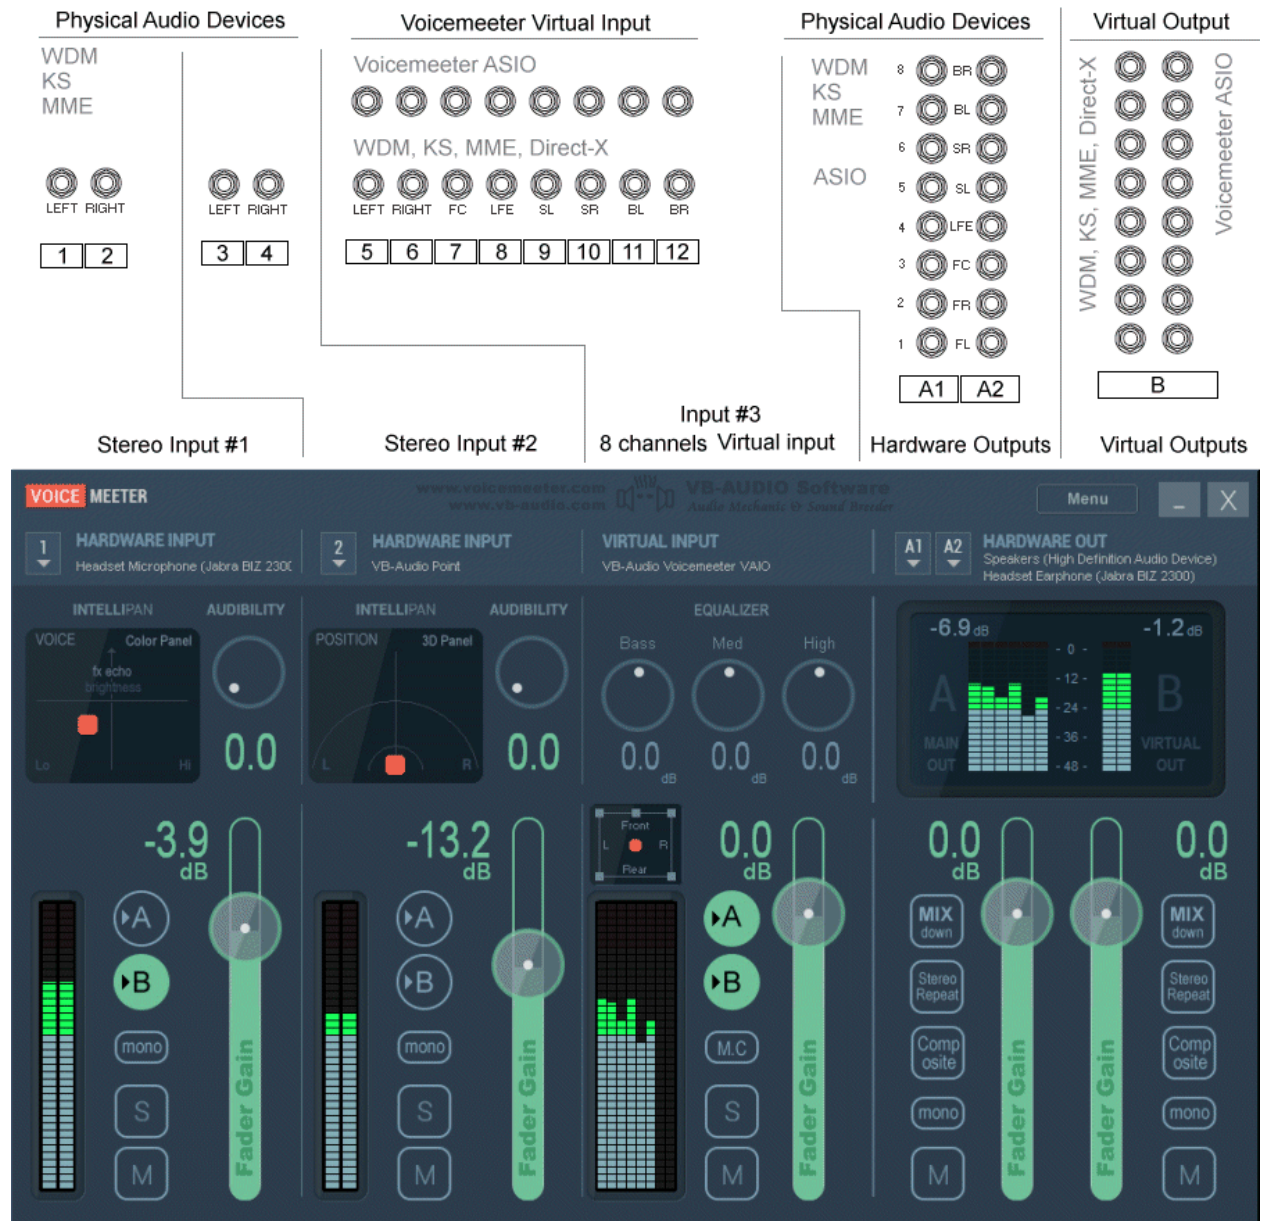 Physical Audio Devices
Voicemeeter Virtual Input
Physical Audio Devices
Virtual Output
WDM
KS
MME
Voicemeeter ASIO
WDM, KS, MME, Direct-X
LEFT RIGHT
LEFT RIGHT
LEFT RIGHT FC LFE SL SR BL BR
1 2
3 4
5 6 7 8 9 10 11 12
WDM
KS
MME
ASIO
8 BR
7 BL
6 SR
5 SL
4 LFE
3 FC
2 FR
1 FL
A1 A2
WDM, KS, MME, Direct-X
Voicemeeter ASIO
B
Stereo Input #1
Stereo Input #2
Input #3
8 channels Virtual input
Hardware Outputs
Virtual Outputs
VOICE MEETER
www.voicemeeter.com
www.vb-audio.com
VB-AUDIO Software
Audio Mechanic & Sound Breeder
Menu
X
1 HARDWARE INPUT
Headset Microphone (Jabra BIZ 230(
2 HARDWARE INPUT
VB-Audio Point
VIRTUAL INPUT
VB-Audio Voicemeeter VAIO
A1 A2 HARDWARE OUT
Speakers (High Definition Audio Device)
Headset Earphone (Jabra BIZ 2300)
INTELLIPAN AUDIBILITY
VOICE Color Panel
fx echo
brightness
Lo Hi
0.0
INTELLIPAN AUDIBILITY
POSITION 3D Panel
L R
0.0
EQUALIZER
Bass Med High
0.0 dB 0.0 dB 0.0 dB
-6.9 dB -1.2 dB
A B
MAIN OUT
VIRTUAL OUT
- 0 -
- 12 -
- 24 -
- 36 -
- 48 -
-3.9 dB
A
B
mono
S
M
Fader Gain
-13.2 dB
A
B
mono
S
M
Fader Gain
Front
L R
Rear
0.0 dB
A
B
M.C
S
M
Fader Gain
0.0 dB
MIX down
Stereo Repeat
Comp osite
mono
M
Fader Gain
Fader Gain
0.0 dB
MIX down
Stereo Repeat
Comp osite
mono
M